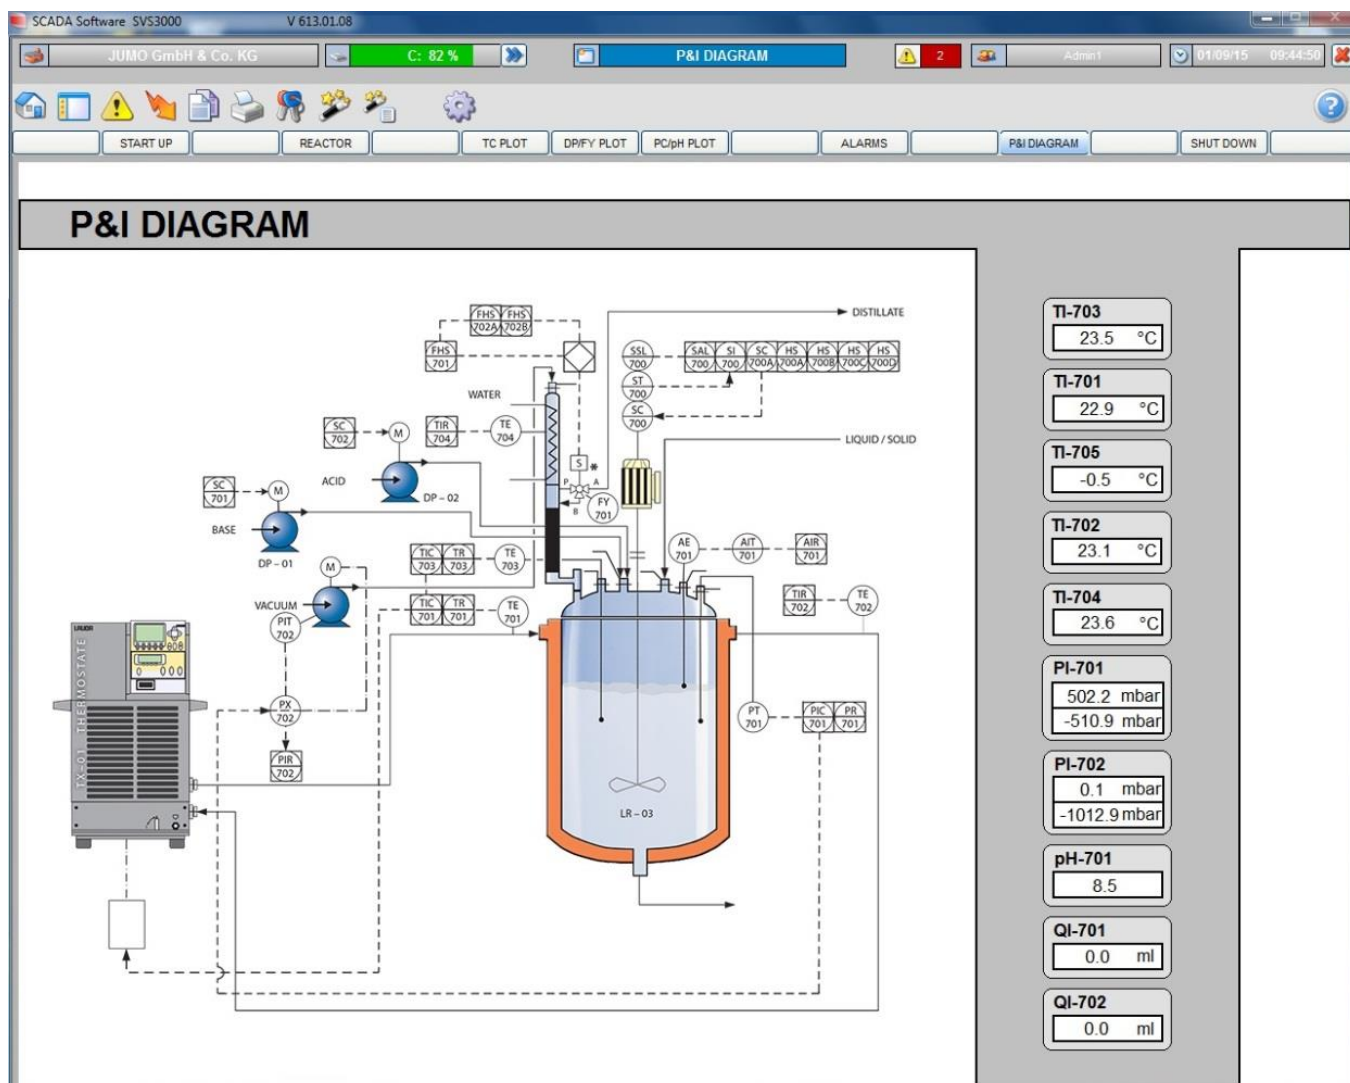 SCADA Software SVS3000 V 613.01.08
JUMO GmbH & Co. KG C: 82 % P&I DIAGRAM 2 Admin1 01/09/15 09:44:50
START UP REACTOR TC PLOT DP/FY PLOT PC/pH PLOT ALARMS P&I DIAGRAM SHUT DOWN
P&I DIAGRAM
FHS 702A FHS 702B
DISTILLATE
FHS 701
SSL 700
SAL 700 SI 700 SC 700A HS 700A HS 700B HS 700C HS 700D
ST 700
SC 700
WATER
SC 702 M
TIR 704 TE 704
LIQUID / SOLID
ACID
DP - 02
S *
P A
B
FY 701
SC 701 M
BASE
DP - 01
TIC 703 TR 703 TE 703
AE 701 AIT 701 AIR 701
M
VACUUM
PIT 702
TIC 701 TR 701 TE 701
TIR 702 TE 702
LAUDA
TX-01 THERMOSTATE
PX 702
PT 701 PIC 701 PR 701
PIR 702
LR - 03
TI-703
23.5 °C
TI-701
22.9 °C
TI-705
-0.5 °C
TI-702
23.1 °C
TI-704
23.6 °C
PI-701
502.2 mbar
-510.9 mbar
PI-702
0.1 mbar
-1012.9 mbar
pH-701
8.5
QI-701
0.0 ml
QI-702
0.0 ml